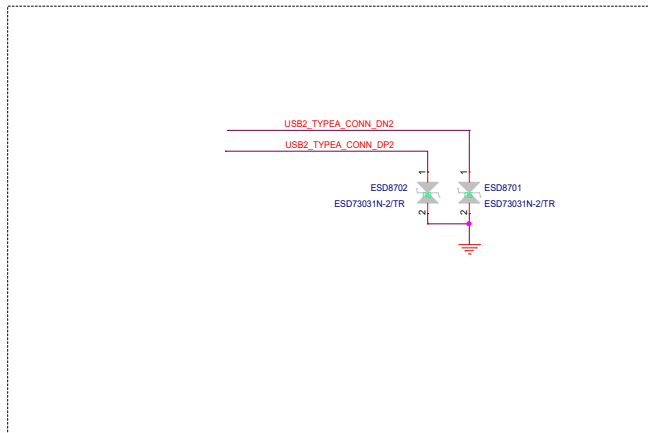 USB2_TYPEA_CONN_DN2
USB2_TYPEA_CONN_DP2
1
1
ESD8702
ESD8701
ESD73031N-2/TR
ESD73031N-2/TR
2
2